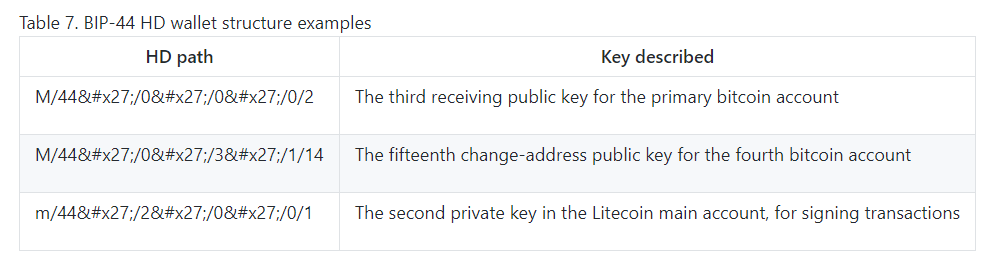 Table 7. BIP-44 HD wallet structure examples
HD path Key described
M/44&#x27;/0&#x27;/0&#x27;/0/2 The third receiving public key for the primary bitcoin account
M/44&#x27;/0&#x27;/3&#x27;/1/14 The fifteenth change-address public key for the fourth bitcoin account
m/44&#x27;/2&#x27;/0&#x27;/0/1 The second private key in the Litecoin main account, for signing transactions